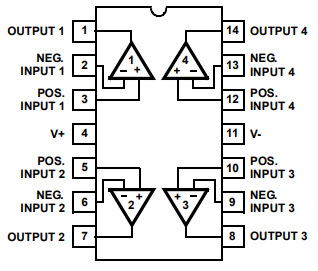 OUTPUT 1 1 14 OUTPUT 4
NEG. INPUT 1 2 1 4 13 NEG. INPUT 4
- + + -
POS. INPUT 1 3 12 POS. INPUT 4
V+ 4 11 V-
POS. INPUT 2 5 10 POS. INPUT 3
- + + -
NEG. INPUT 2 6 2 3 9 NEG. INPUT 3
OUTPUT 2 7 8 OUTPUT 3